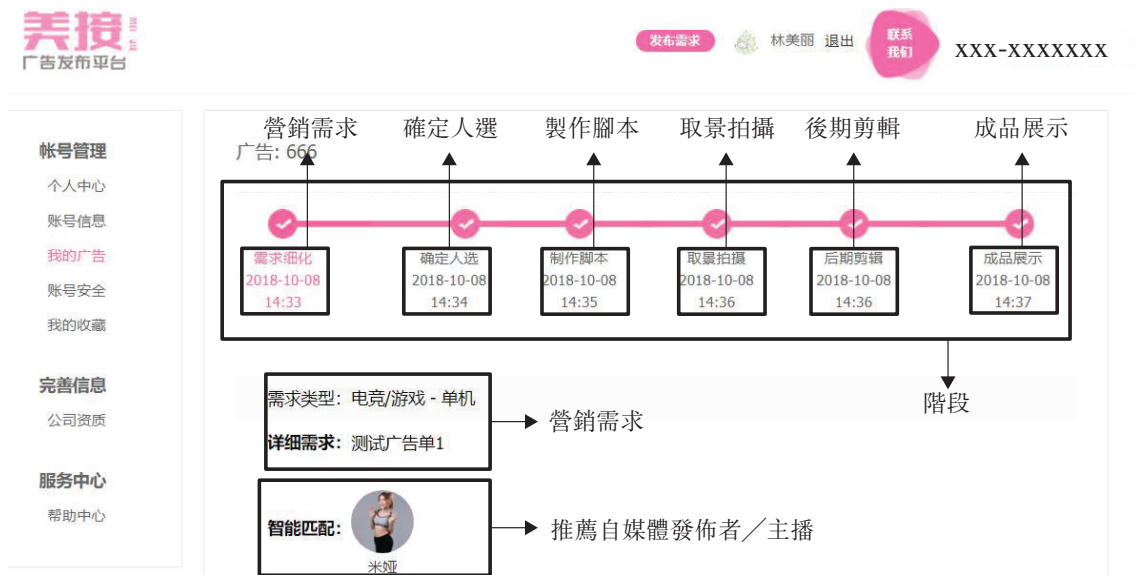 美接
广告发布平台
发布需求
林美丽 退出
联系
我们
xxx-xxxxxxx
帐号管理
个人中心
账号信息
我的广告
账号安全
我的收藏
完善信息
公司资质
服务中心
帮助中心
營銷需求
確定人選
製作腳本
取景拍攝
後期剪輯
成品展示
广告: 666
需求细化
2018-10-08
14:33
确定人选
2018-10-08
14:34
制作脚本
2018-10-08
14:35
取景拍摄
2018-10-08
14:36
后期剪辑
2018-10-08
14:36
成品展示
2018-10-08
14:37
階段
需求类型：电竞/游戏 - 单机
详细需求：测试广告单1
營銷需求
智能匹配：
米娅
推薦自媒體發佈者／主播